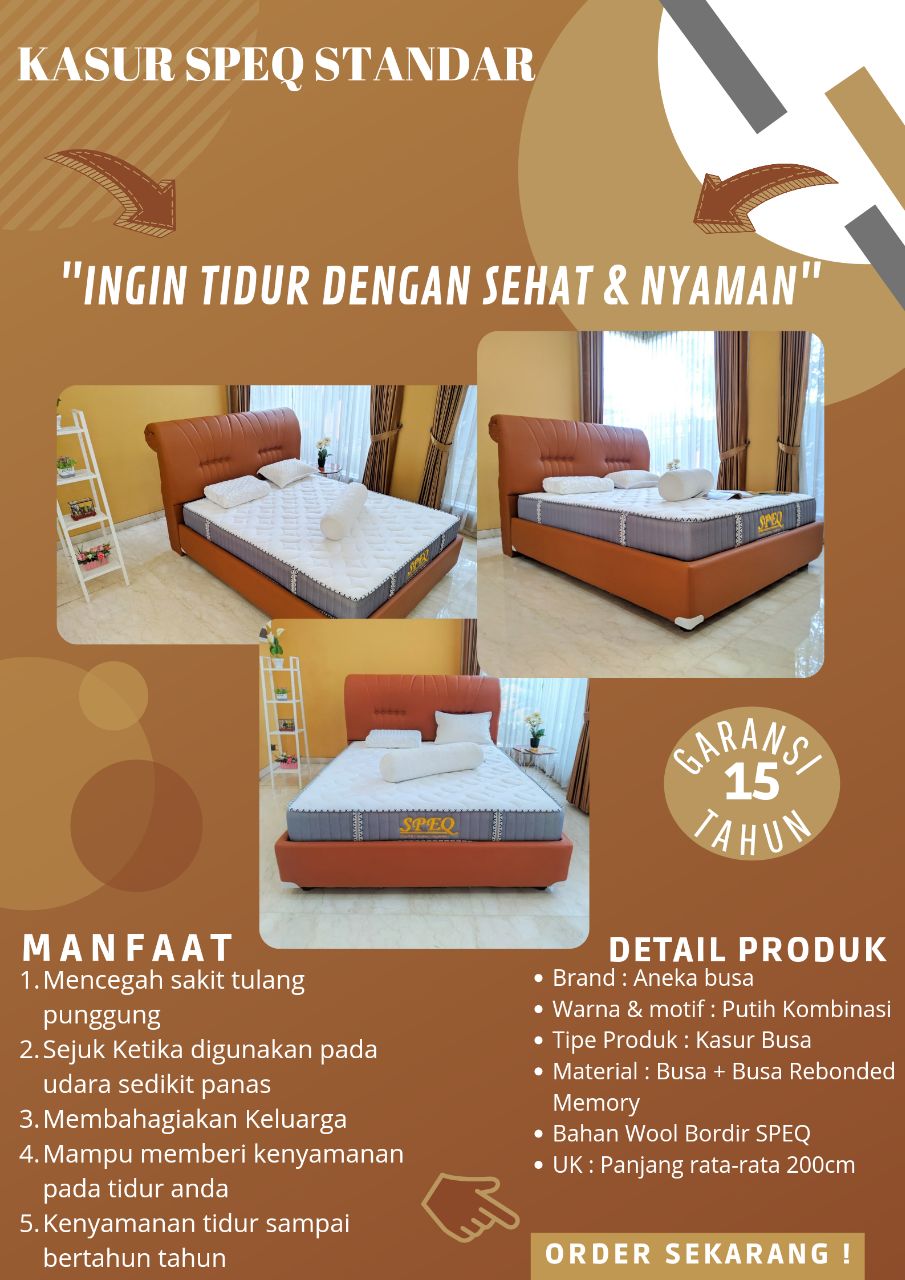 KASUR SPEQ STANDAR
"INGIN TIDUR DENGAN SEHAT & NYAMAN"
SPEQ
SPEQ
SPEQ
GARANSI
15
TAHUN
MANFAAT
1. Mencegah sakit tulang
punggung
2. Sejuk Ketika digunakan pada
udara sedikit panas
3. Membahagiakan Keluarga
4. Mampu memberi kenyamanan
pada tidur anda
5. Kenyamanan tidur sampai
bertahun tahun
DETAIL PRODUK
• Brand : Aneka busa
• Warna & motif : Putih Kombinasi
• Tipe Produk : Kasur Busa
• Material : Busa + Busa Rebonded
Memory
• Bahan Wool Bordir SPEQ
• UK : Panjang rata-rata 200cm
ORDER SEKARANG !